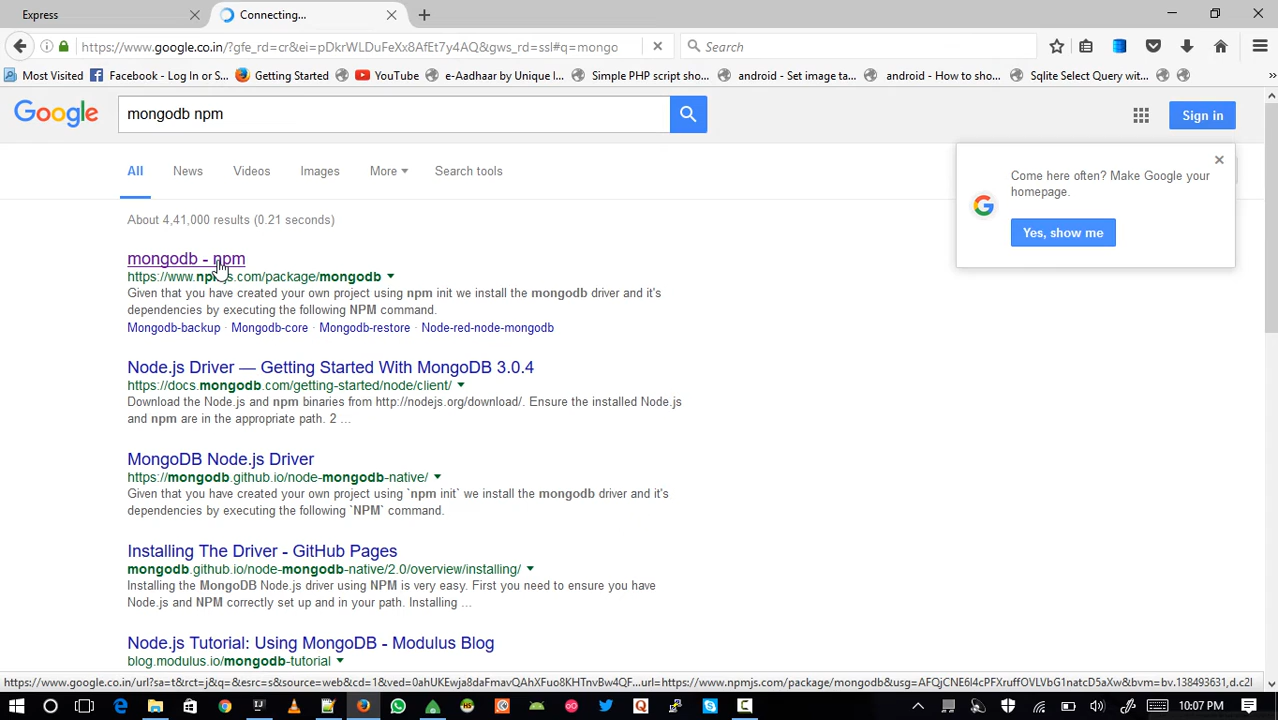 Express
Connecting...
https://www.google.co.in/?gfe_rd=cr&ei=pDkrWLDuFeXx8AfEt7y4AQ&gws_rd=ssl#q=mongo
Search
Most Visited
Facebook - Log In or S...
Getting Started
YouTube
e-Aadhaar by Unique I...
Simple PHP script sho...
android - Set image ta...
android - How to sho...
Sqlite Select Query wit...
Google
mongodb npm
Sign in
All
News
Videos
Images
More
Search tools
Come here often? Make Google your
homepage.
Yes, show me
About 4,41,000 results (0.21 seconds)
mongodb - npm
https://www.npmjs.com/package/mongodb
Given that you have created your own project using npm init we install the mongodb driver and it's
dependencies by executing the following NPM command.
Mongodb-backup · Mongodb-core · Mongodb-restore · Node-red-node-mongodb
Node.js Driver — Getting Started With MongoDB 3.0.4
https://docs.mongodb.com/getting-started/node/client/
Download the Node.js and npm binaries from http://nodejs.org/download/. Ensure the installed Node.js
and npm are in the appropriate path. 2 ...
MongoDB Node.js Driver
https://mongodb.github.io/node-mongodb-native/
Given that you have created your own project using `npm init` we install the mongodb driver and it's
dependencies by executing the following `NPM` command.
Installing The Driver - GitHub Pages
mongodb.github.io/node-mongodb-native/2.0/overview/installing/
Installing the MongoDB Node.js driver using NPM is very easy. First you need to ensure you have
Node.js and NPM correctly set up and in your path. Installing ...
Node.js Tutorial: Using MongoDB - Modulus Blog
blog.modulus.io/mongodb-tutorial
10:07 PM